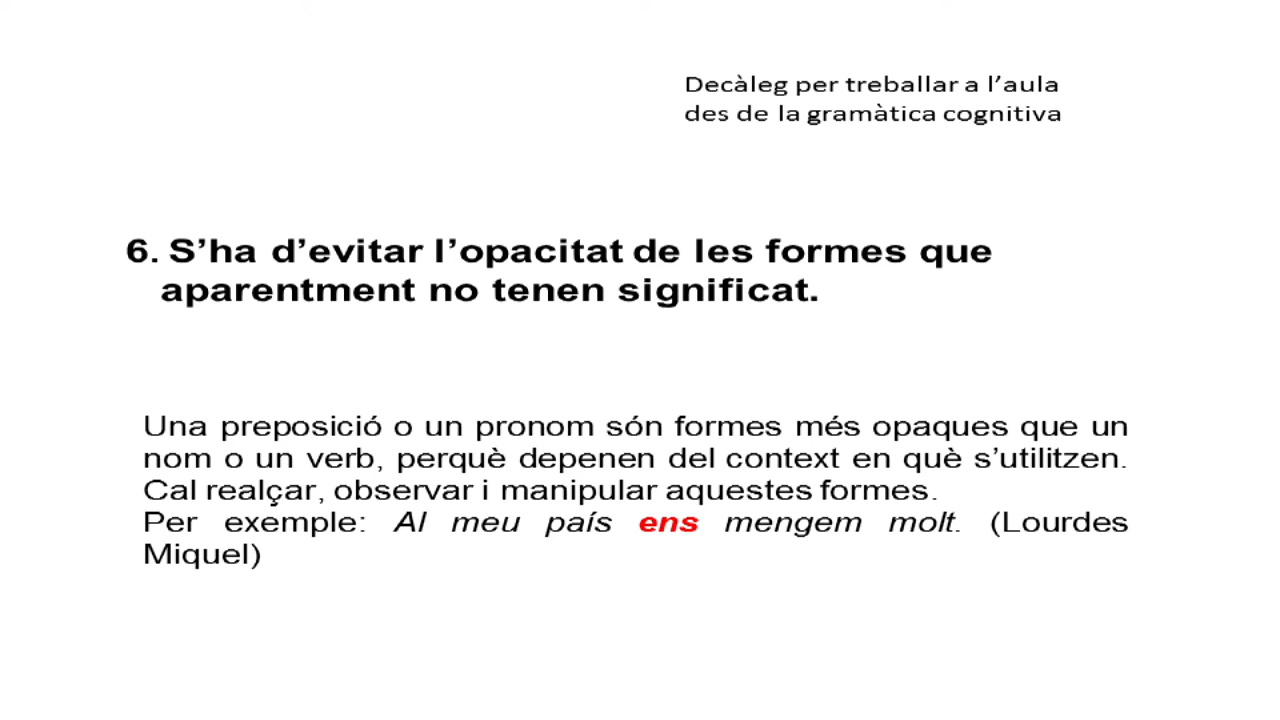 Decàleg per treballar a l’aula
des de la gramàtica cognitiva
6. S’ha d’evitar l’opacitat de les formes que
aparentment no tenen significat.
Una preposició o un pronom són formes més opaques que un
nom o un verb, perquè depenen del context en què s’utilitzen.
Cal realçar, observar i manipular aquestes formes.
Per exemple: Al meu país ens mengem molt. (Lourdes
Miquel)